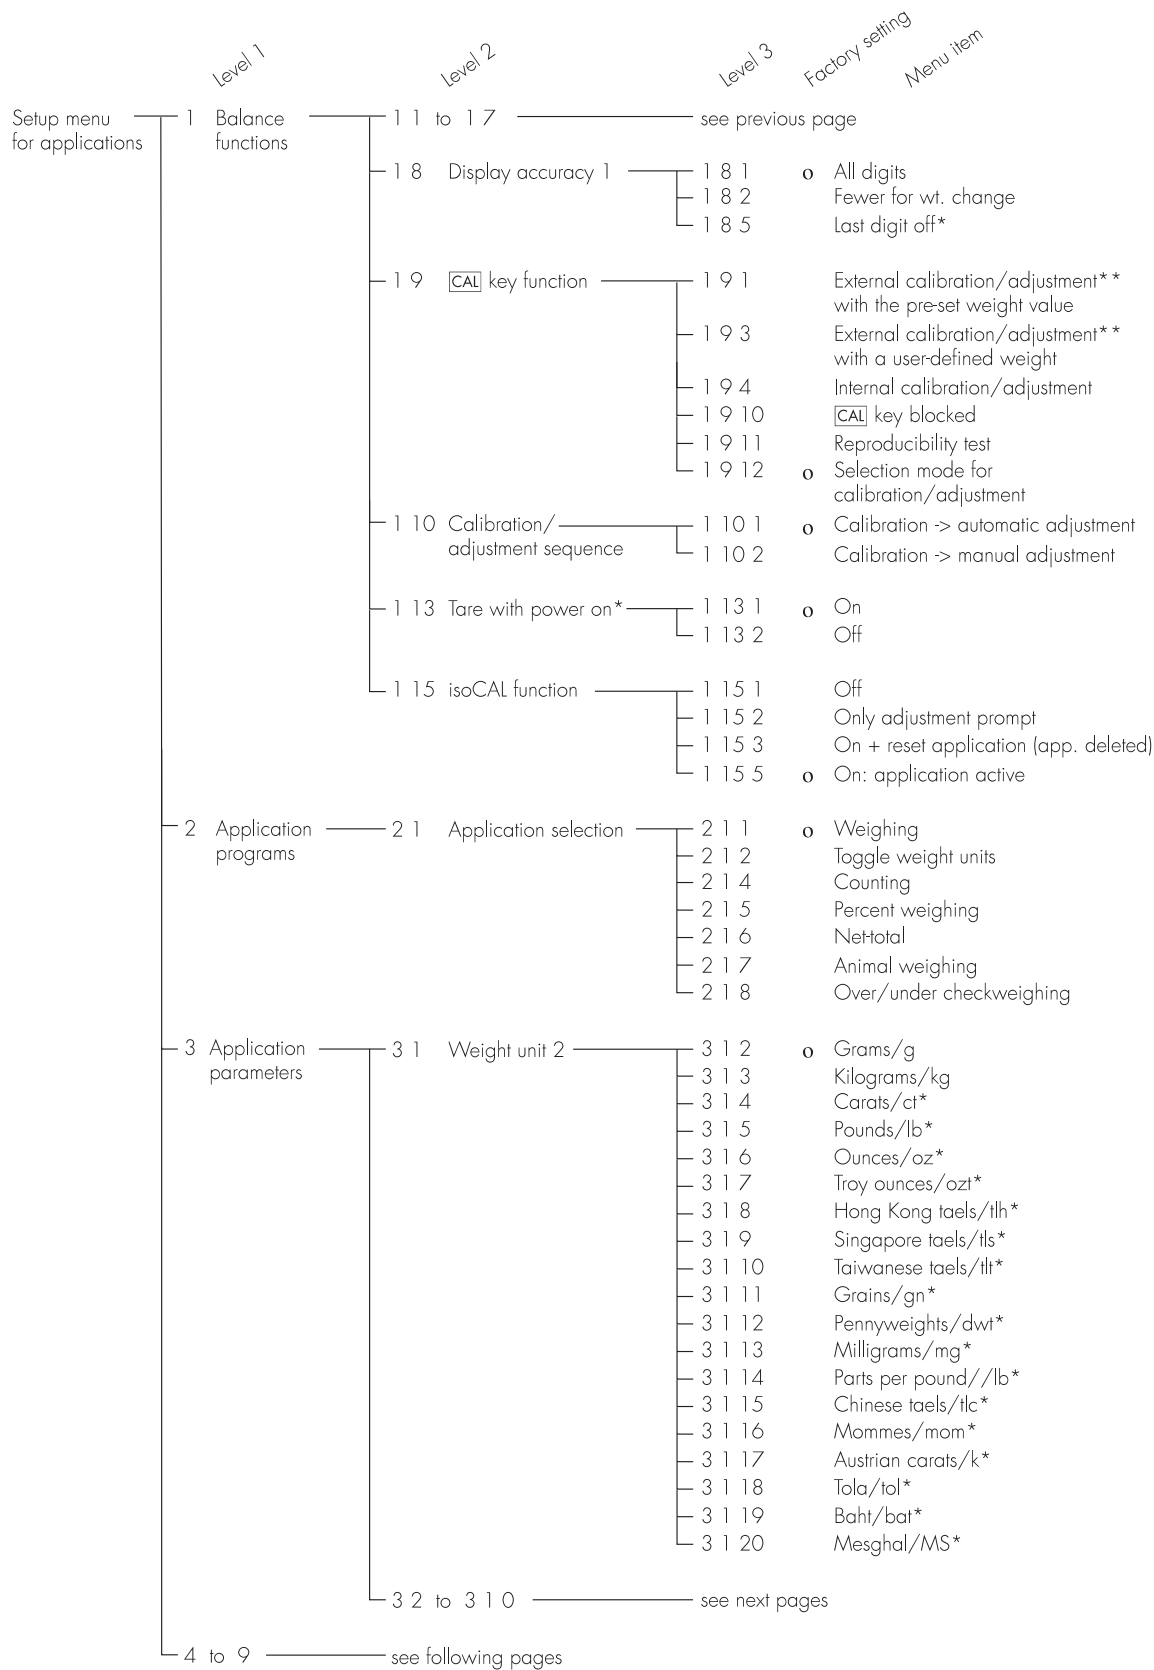 Level 1 Level 2 Level 3 Factory setting Menu item
Setup menu 1 Balance 1 1 to 1 7 see previous page
for applications functions
1 8 Display accuracy 1 1 8 1 o All digits
1 8 2 Fewer for wt. change
1 8 5 Last digit off*
1 9 CAL key function 1 9 1 External calibration/adjustment**
with the pre-set weight value
1 9 3 External calibration/adjustment**
with a user-defined weight
1 9 4 Internal calibration/adjustment
1 9 10 CAL key blocked
1 9 11 Reproducibility test
1 9 12 o Selection mode for
calibration/adjustment
1 10 Calibration/ 1 10 1 o Calibration -> automatic adjustment
adjustment sequence 1 10 2 Calibration -> manual adjustment
1 13 Tare with power on* 1 13 1 o On
1 13 2 Off
1 15 isoCAL function 1 15 1 Off
1 15 2 Only adjustment prompt
1 15 3 On + reset application (app. deleted)
1 15 5 o On: application active
2 Application 2 1 Application selection 2 1 1 o Weighing
programs 2 1 2 Toggle weight units
2 1 4 Counting
2 1 5 Percent weighing
2 1 6 Net-total
2 1 7 Animal weighing
2 1 8 Over/under checkweighing
3 Application 3 1 Weight unit 2 3 1 2 o Grams/g
parameters 3 1 3 Kilograms/kg
3 1 4 Carats/ct*
3 1 5 Pounds/lb*
3 1 6 Ounces/oz*
3 1 7 Troy ounces/ozt*
3 1 8 Hong Kong taels/tlh*
3 1 9 Singapore taels/tls*
3 1 10 Taiwanese taels/tlt*
3 1 11 Grains/gn*
3 1 12 Pennyweights/dwt*
3 1 13 Milligrams/mg*
3 1 14 Parts per pound//lb*
3 1 15 Chinese taels/tlc*
3 1 16 Mommes/mom*
3 1 17 Austrian carats/k*
3 1 18 Tola/tol*
3 1 19 Baht/bat*
3 1 20 Mesghal/MS*
3 2 to 3 1 0 see next pages
4 to 9 see following pages